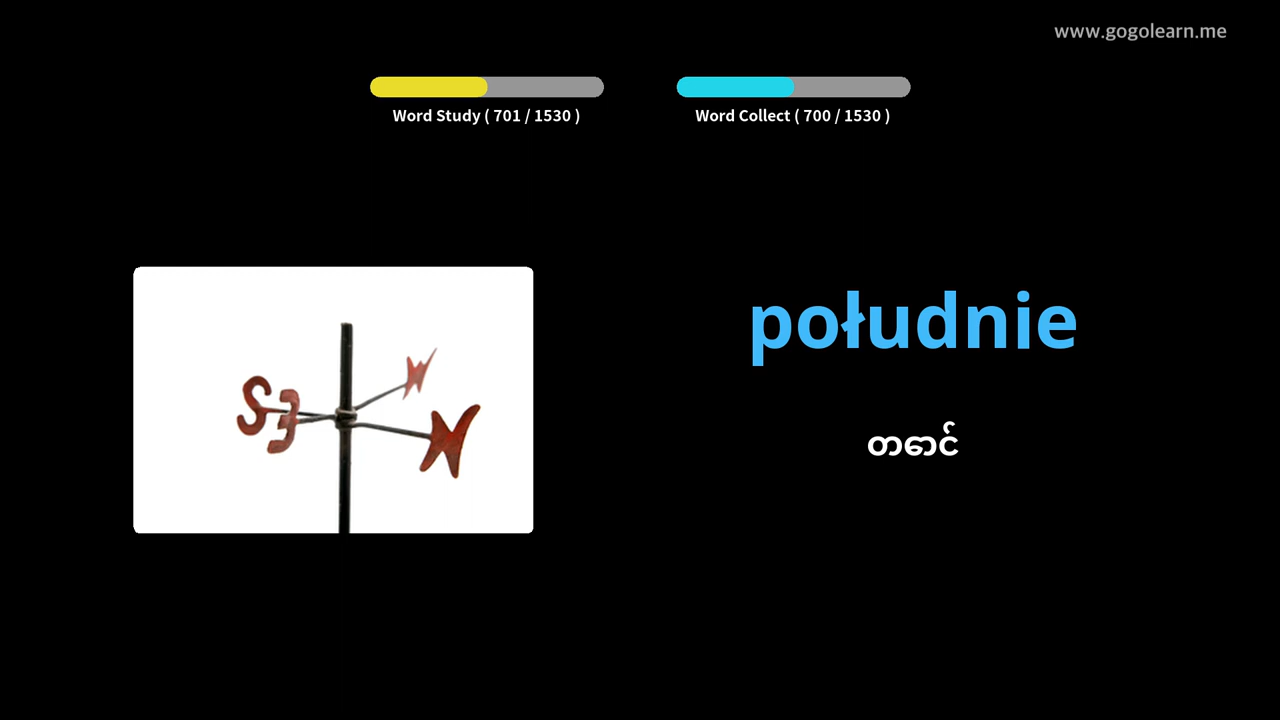 www.gogolearn.me
Word Study ( 701 / 1530 )
Word Collect ( 700 / 1530 )
południe
တောင်
S
E
N